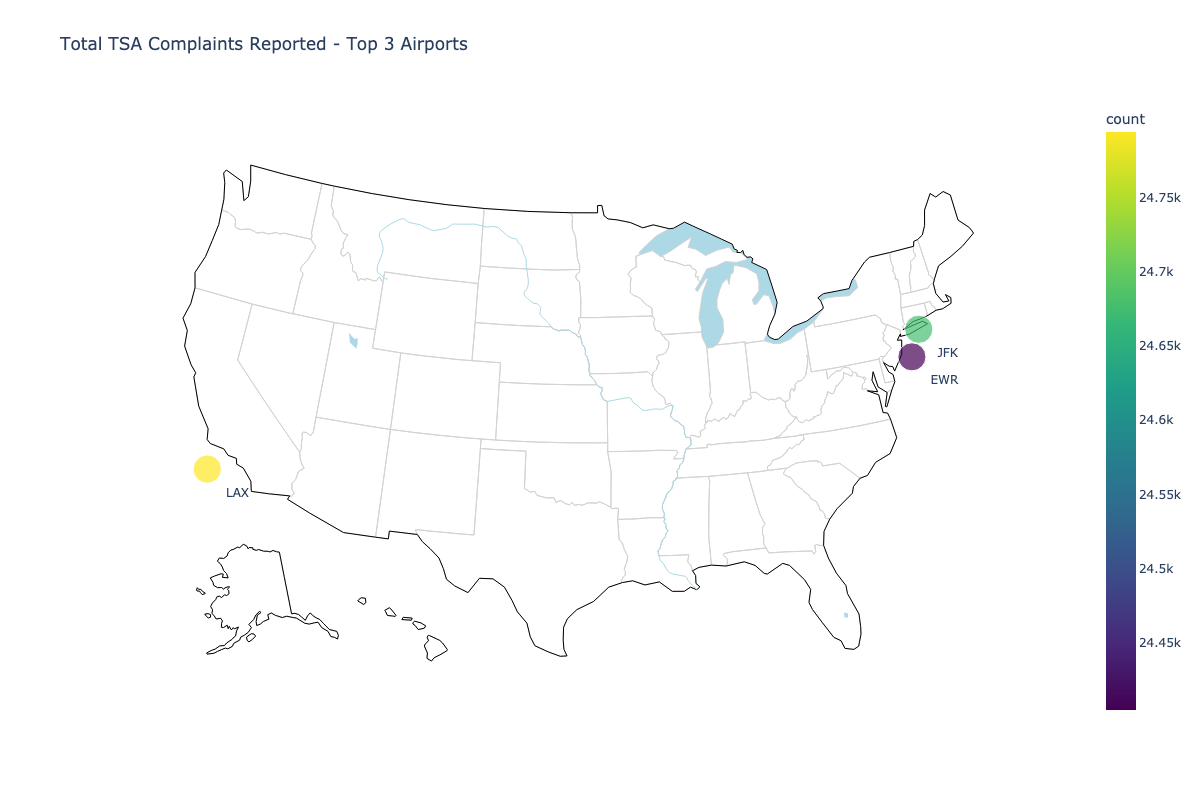 Total TSA Complaints Reported - Top 3 Airports
count
24.75k
24.7k
24.65k
24.6k
24.55k
24.5k
24.45k
JFK
EWR
LAX